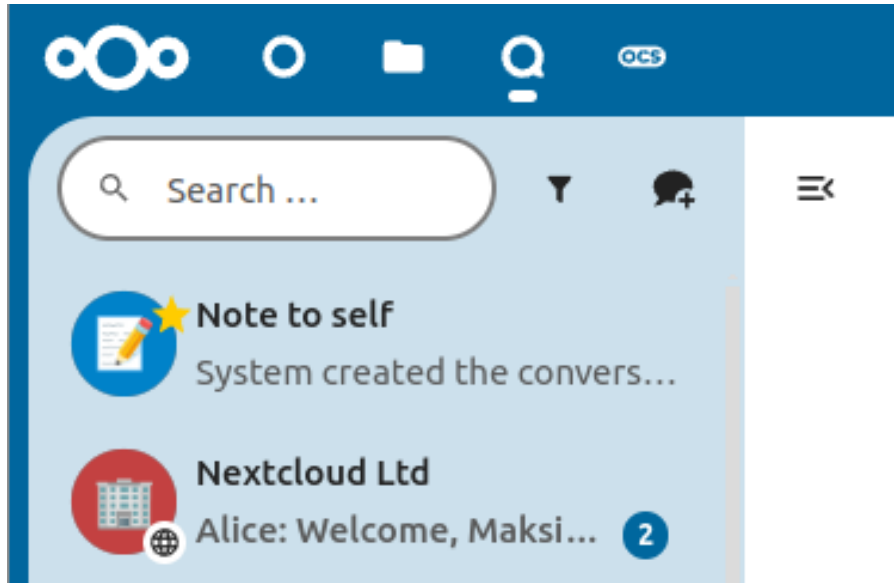 OCS
Search ...
Note to self
System created the convers...
Nextcloud Ltd
Alice: Welcome, Maksi...
2